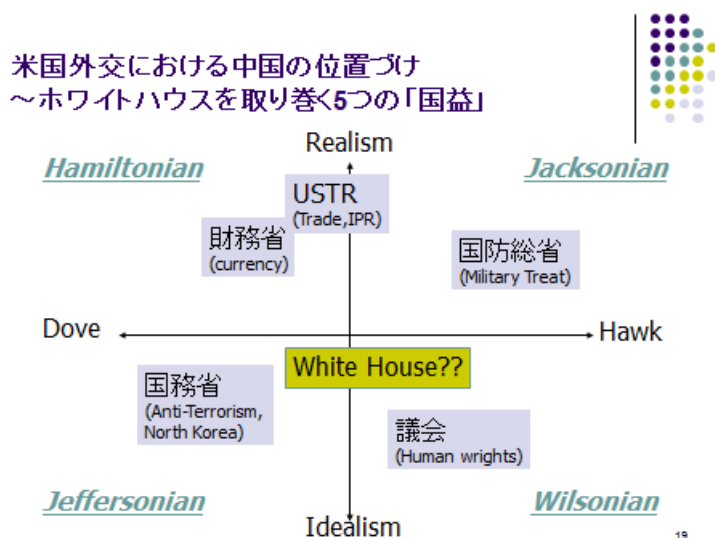 米国外交における中国の位置づけ
～ホワイトハウスを取り巻く5つの「国益」
Realism
Hamiltonian
Jacksonian
USTR
(Trade,IPR)
財務省
(currency)
国防総省
(Military Treat)
Dove
Hawk
White House??
国務省
(Anti-Terrorism,
North Korea)
議会
(Human wrights)
Jeffersonian
Wilsonian
Idealism
19